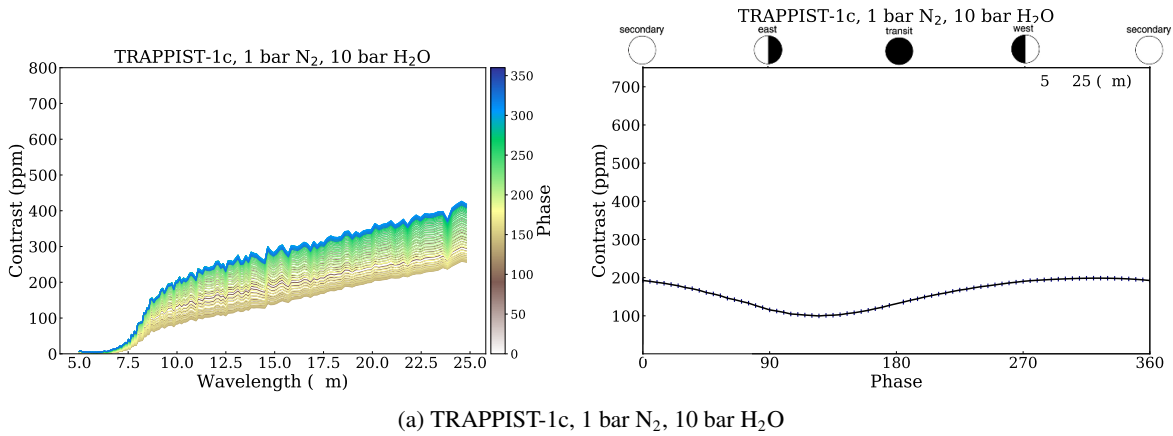 TRAPPIST-1c, 1 bar N₂, 10 bar H₂O
800
700
600
500
400
300
200
100
0
Contrast (ppm)
5.0 7.5 10.0 12.5 15.0 17.5 20.0 22.5 25.0
Wavelength ( m)
350
300
250
200
150
100
50
0
Phase
TRAPPIST-1c, 1 bar N₂, 10 bar H₂O
secondary east transit west secondary
5 25 ( m)
700
600
500
400
300
200
100
Contrast (ppm)
0 90 180 270 360
Phase
(a) TRAPPIST-1c, 1 bar N₂, 10 bar H₂O